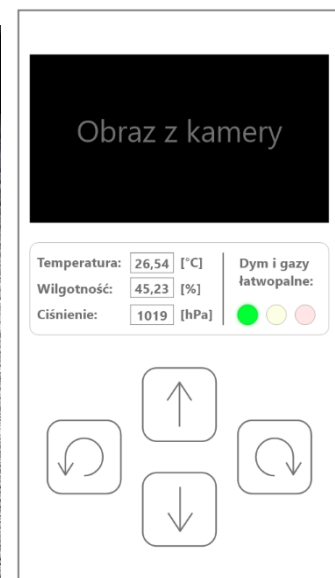 Obraz z kamery
Temperatura: 26,54 [°C]
Wilgotność: 45,23 [%]
Ciśnienie: 1019 [hPa]
Dym i gazy
łatwopalne: